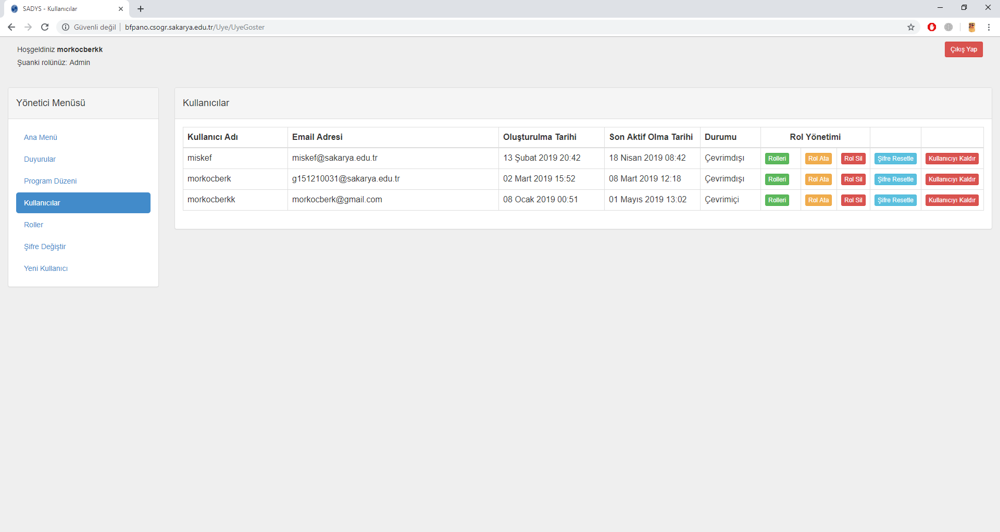 SADYS - Kullanıcılar
Güvenli değil | bfpano.csogr.sakarya.edu.tr/Uye/UyeGoster
Hoşgeldiniz morkocberkk
Çıkış Yap
Şuanki rolünüz: Admin
Yönetici Menüsü
Ana Menü
Duyurular
Program Düzeni
Kullanıcılar
Roller
Şifre Değiştir
Yeni Kullanıcı
Kullanıcılar
Kullanıcı Adı Email Adresi Oluşturulma Tarihi Son Aktif Olma Tarihi Durumu Rol Yönetimi
miskef miskef@sakarya.edu.tr 13 Şubat 2019 20:42 18 Nisan 2019 08:42 Çevrimdışı Rolleri Rol Ata Rol Sil Şifre Resetle Kullanıcıyı Kaldır
morkocberk g151210031@sakarya.edu.tr 02 Mart 2019 15:52 08 Mart 2019 12:18 Çevrimdışı Rolleri Rol Ata Rol Sil Şifre Resetle Kullanıcıyı Kaldır
morkocberkk morkocberk@gmail.com 08 Ocak 2019 00:51 01 Mayıs 2019 13:02 Çevrimiçi Rolleri Rol Ata Rol Sil Şifre Resetle Kullanıcıyı Kaldır